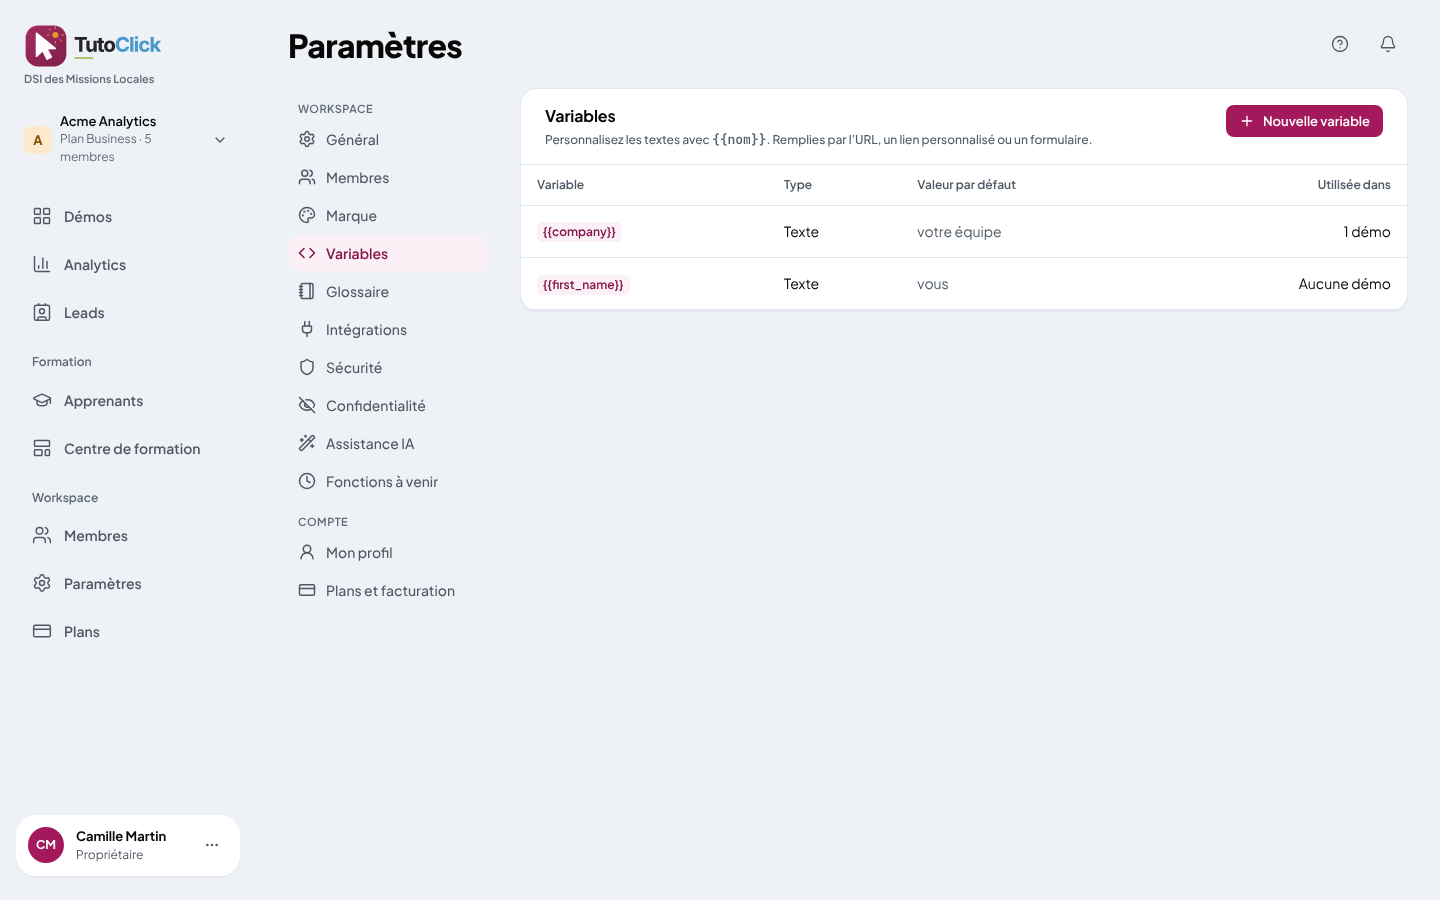 TutoClick
DSI des Missions Locales
A
Acme Analytics
Plan Business · 5
membres
Démos
Analytics
Leads
Formation
Apprenants
Centre de formation
Workspace
Membres
Paramètres
Plans
CM
Camille Martin
Propriétaire
Paramètres
WORKSPACE
Général
Membres
Marque
Variables
Glossaire
Intégrations
Sécurité
Confidentialité
Assistance IA
Fonctions à venir
COMPTE
Mon profil
Plans et facturation
Variables
Personnalisez les textes avec {{nom}}. Remplies par l'URL, un lien personnalisé ou un formulaire.
Nouvelle variable
Variable Type Valeur par défaut Utilisée dans
{{company}} Texte votre équipe 1 démo
{{first_name}} Texte vous Aucune démo